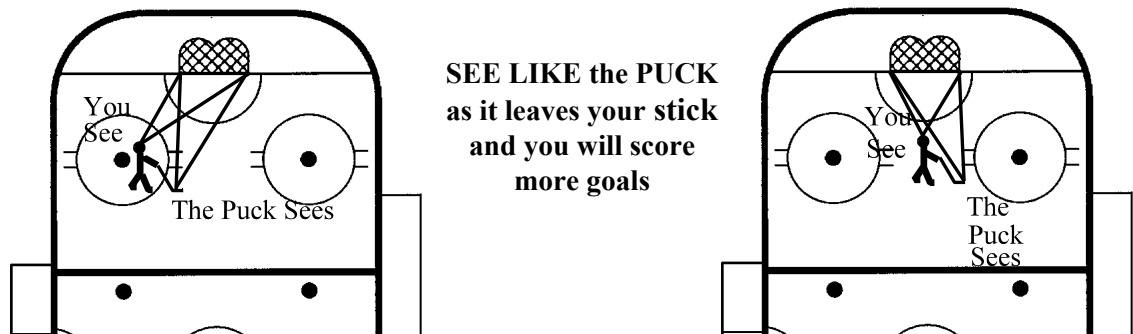 You
See
The Puck Sees
SEE LIKE the PUCK
as it leaves your stick
and you will score
more goals
You
See
The
Puck
Sees